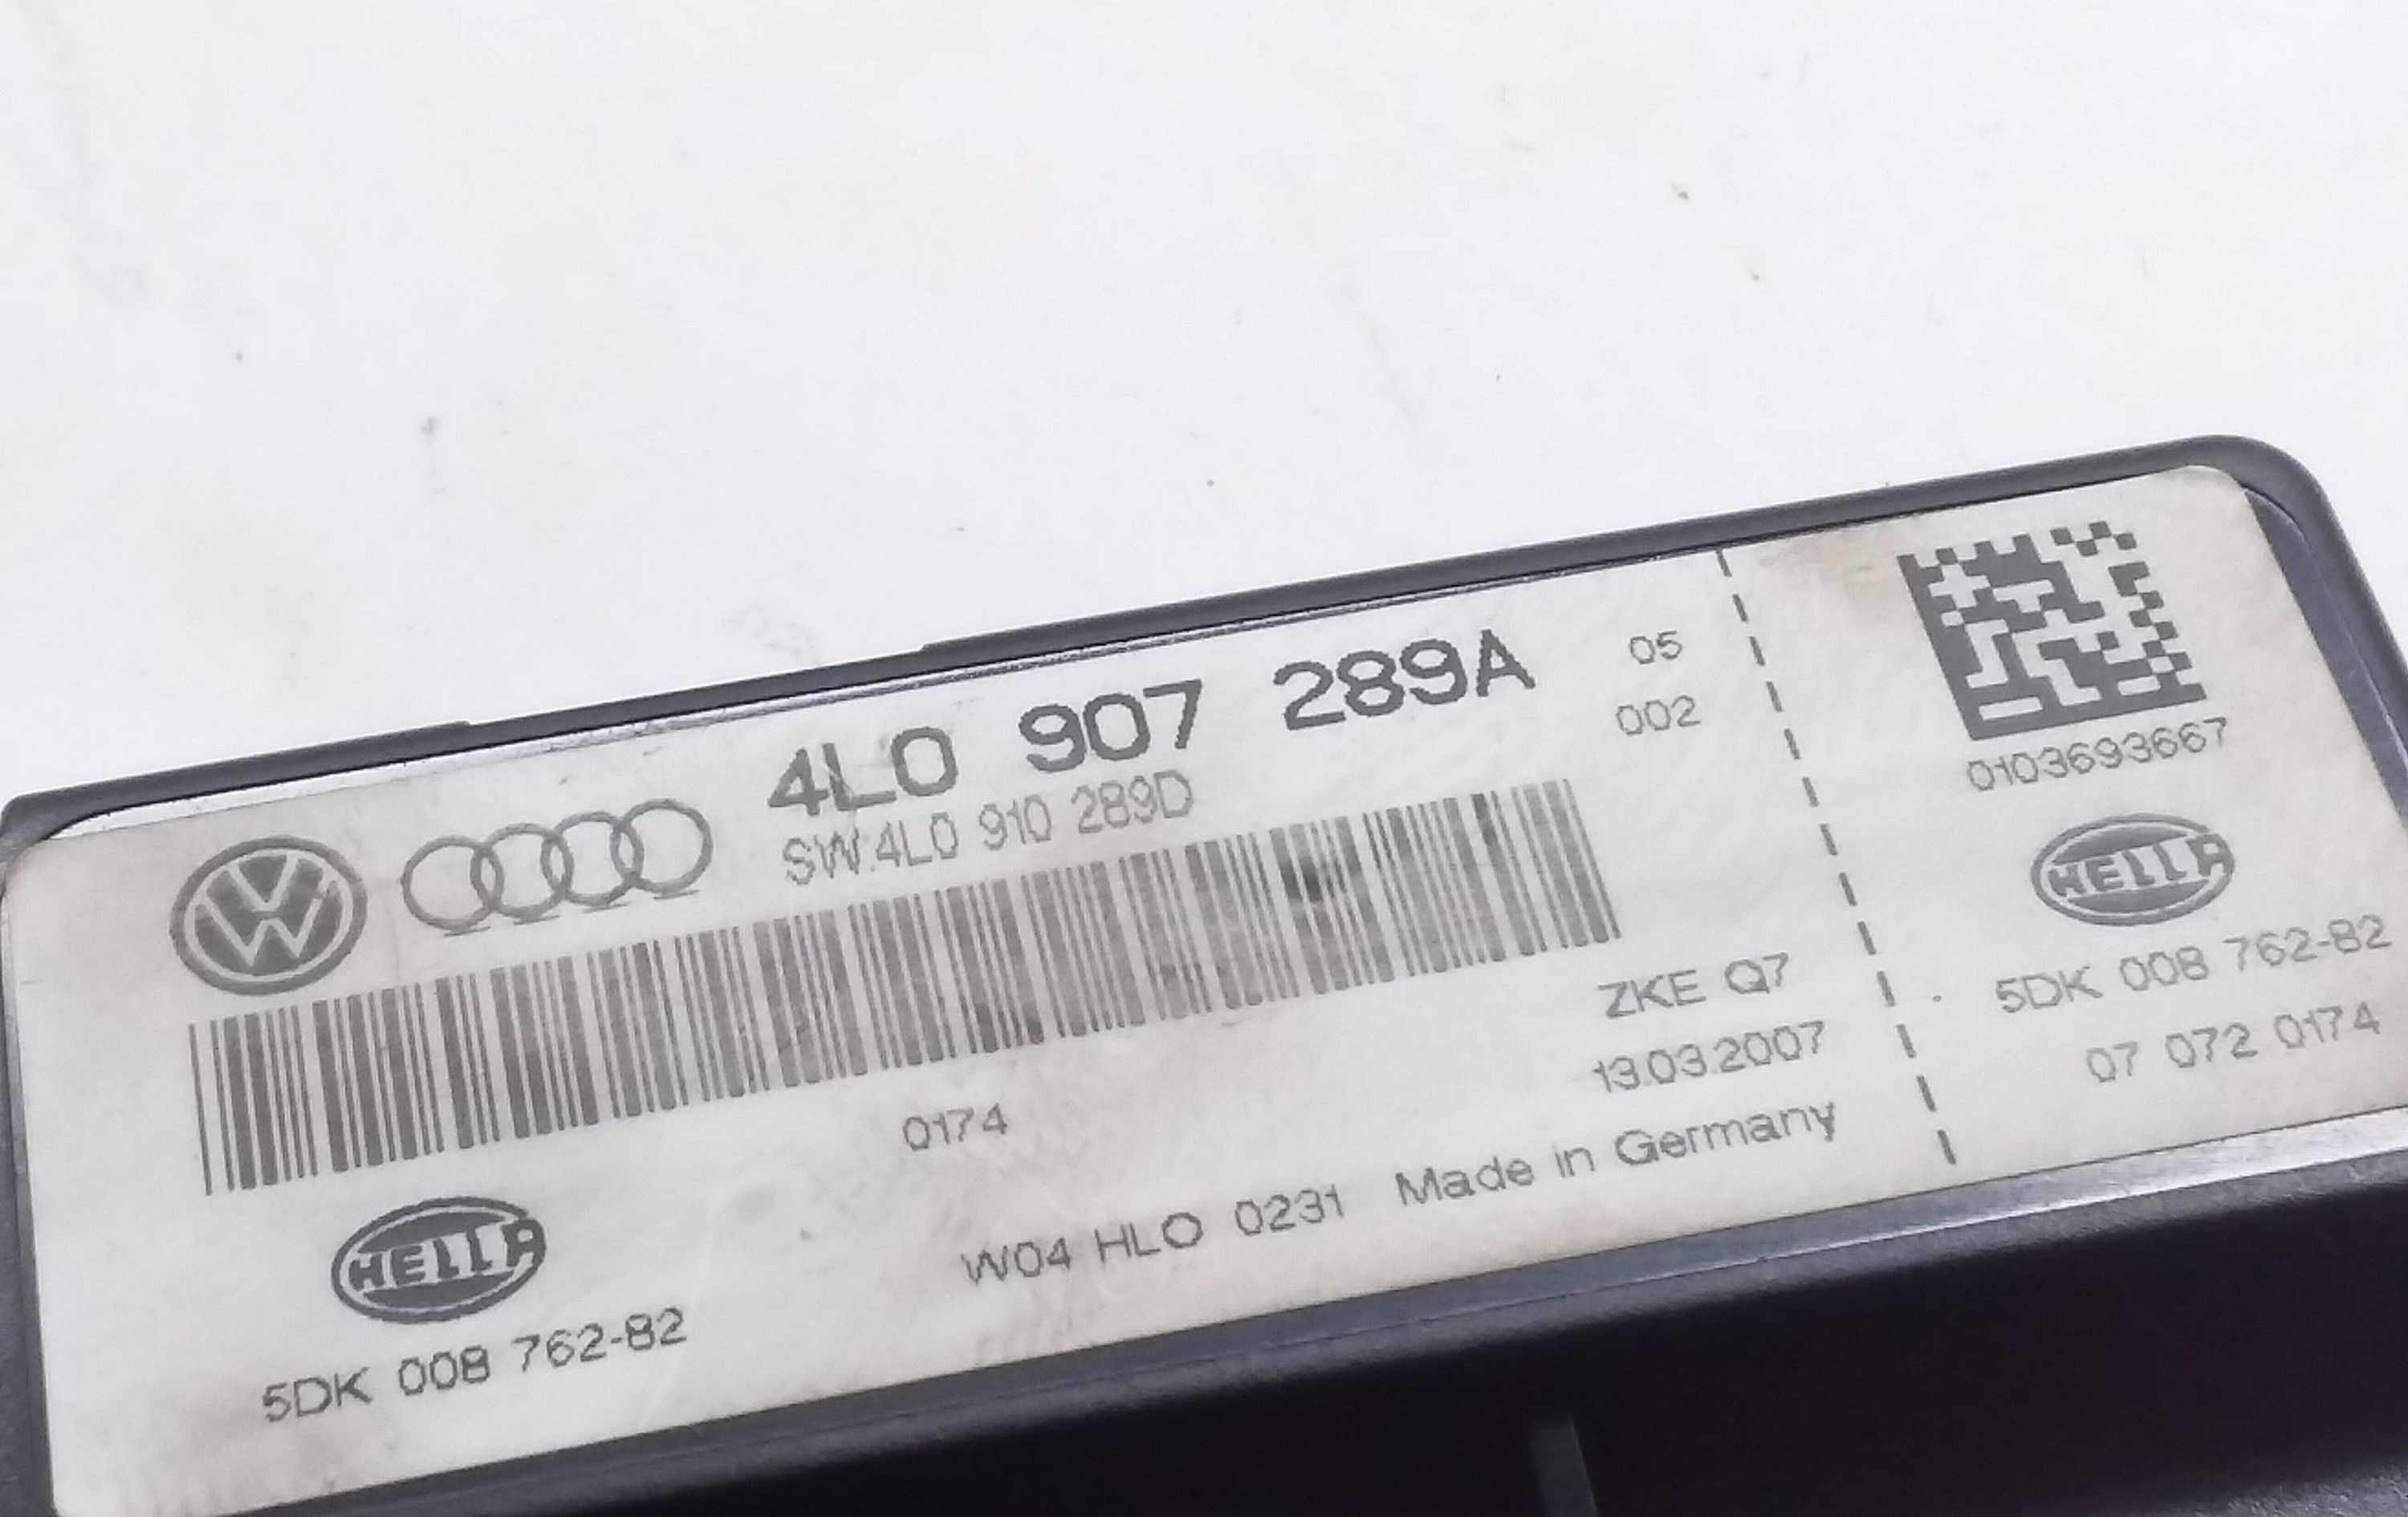 4L0 907 289A
05
002
SW:4L0 910 289D
0174
ZKE Q7
13.03.2007
W04 HLO 0231 Made in Germany
HELLA
5DK 008 762-82
0103693667
HELLA
5DK 008 762-82
07 072 0174